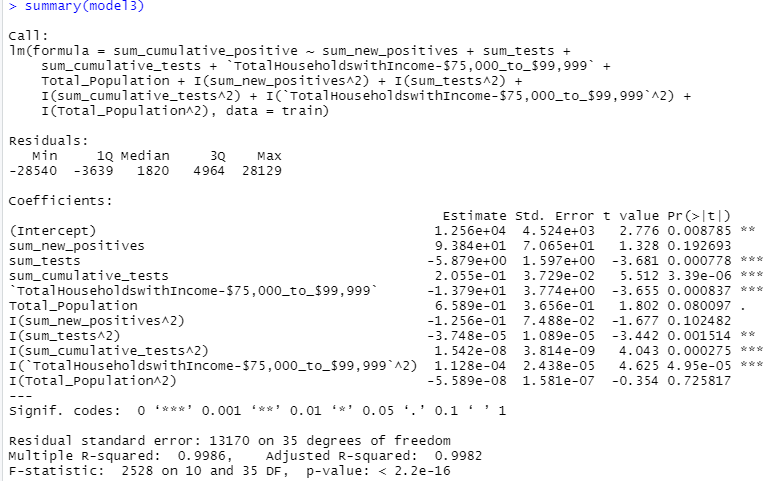 > summary(model3)

Call:
lm(formula = sum_cumulative_positive ~ sum_new_positives + sum_tests +
    sum_cumulative_tests + `TotalHouseholdswithIncome-$75,000_to_$99,999` +
    Total_Population + I(sum_new_positives^2) + I(sum_tests^2) +
    I(sum_cumulative_tests^2) + I(`TotalHouseholdswithIncome-$75,000_to_$99,999`^2) +
    I(Total_Population^2), data = train)

Residuals:
   Min     1Q Median     3Q    Max
-28540  -3639   1820   4964  28129

Coefficients:
                                                     Estimate Std. Error t value Pr(>|t|)
(Intercept)                                         1.256e+04  4.524e+03   2.776 0.008785 **
sum_new_positives                                   9.384e+01  7.065e+01   1.328 0.192693
sum_tests                                          -5.879e+00  1.597e+00  -3.681 0.000778 ***
sum_cumulative_tests                                2.055e-01  3.729e-02   5.512 3.39e-06 ***
`TotalHouseholdswithIncome-$75,000_to_$99,999`     -1.379e+01  3.774e+00  -3.655 0.000837 ***
Total_Population                                    6.589e-01  3.656e-01   1.802 0.080097 .
I(sum_new_positives^2)                             -1.256e-01  7.488e-02  -1.677 0.102482
I(sum_tests^2)                                     -3.748e-05  1.089e-05  -3.442 0.001514 **
I(sum_cumulative_tests^2)                           1.542e-08  3.814e-09   4.043 0.000275 ***
I(`TotalHouseholdswithIncome-$75,000_to_$99,999`^2)  1.128e-04  2.438e-05   4.625 4.95e-05 ***
I(Total_Population^2)                              -5.589e-08  1.581e-07  -0.354 0.725817
---
Signif. codes:  0 ‘***’ 0.001 ‘**’ 0.01 ‘*’ 0.05 ‘.’ 0.1 ‘ ’ 1

Residual standard error: 13170 on 35 degrees of freedom
Multiple R-squared:  0.9986,    Adjusted R-squared:  0.9982
F-statistic:  2528 on 10 and 35 DF,  p-value: < 2.2e-16